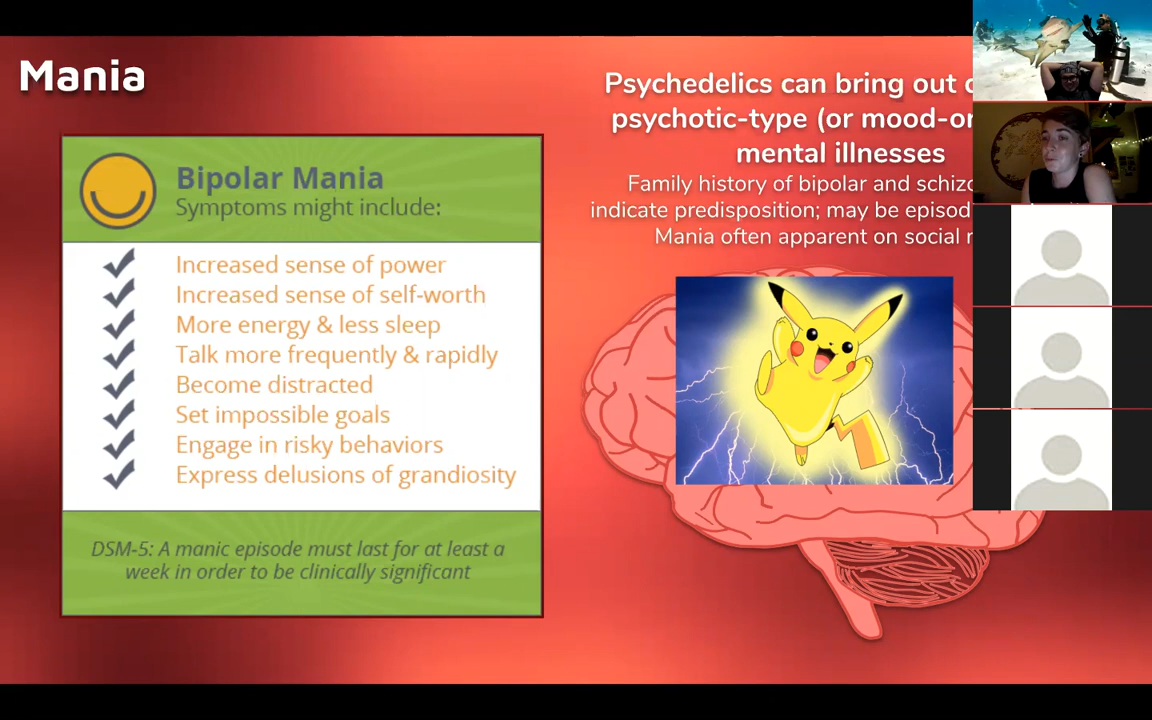 Mania
Bipolar Mania
Symptoms might include:
Increased sense of power
Increased sense of self-worth
More energy & less sleep
Talk more frequently & rapidly
Become distracted
Set impossible goals
Engage in risky behaviors
Express delusions of grandiosity
DSM-5: A manic episode must last for at least a
week in order to be clinically significant
Psychedelics can bring out
psychotic-type (or
mental illnesses
Family history of bipolar and
indicate predisposition; may be
Mania often apparent on social